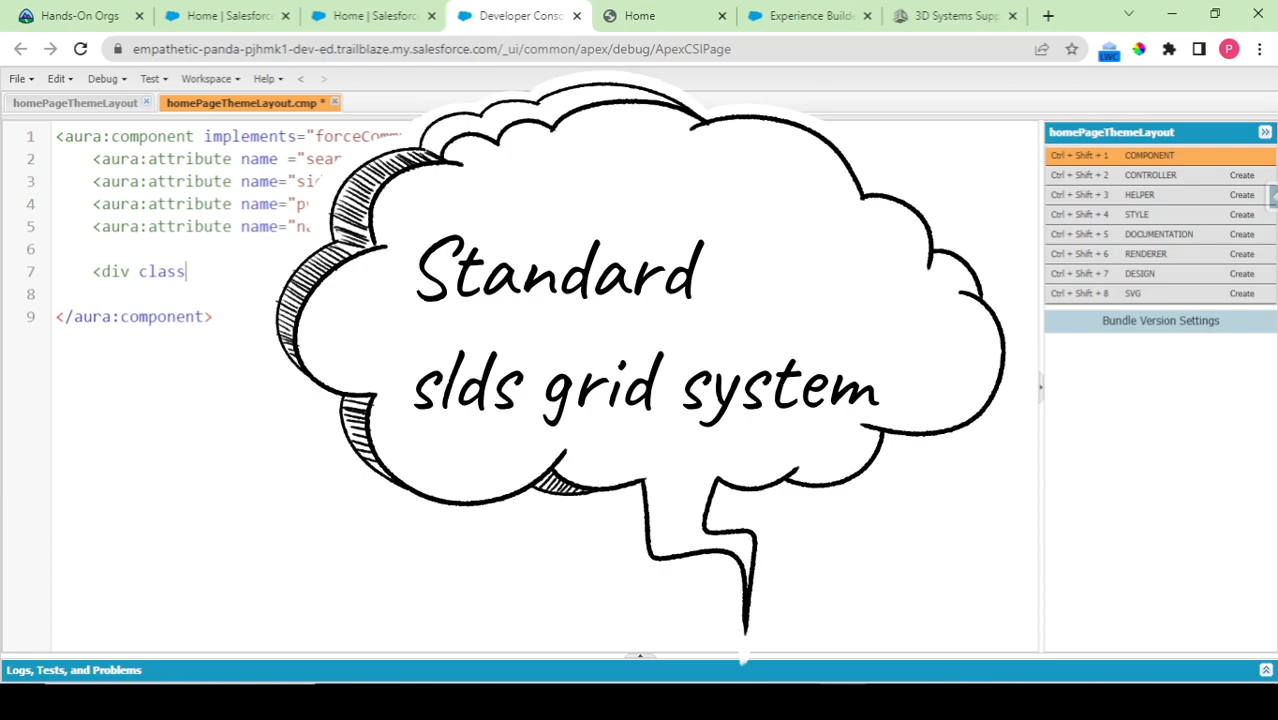 Hands-On Orgs
Home | Salesforce
Home | Salesforce
Developer Conso
Home
Experience Builde
3D Systems Supp
empathetic-panda-pjhmk1-dev-ed.trailblaze.my.salesforce.com/_ui/common/apex/debug/ApexCSIPage
LWC
P
File Edit Debug Test Workspace Help < >
homePageThemeLayout
homePageThemeLayout.cmp *
1 <aura:component implements="forceComm
2 <aura:attribute name ="sear
3 <aura:attribute name="si
4 <aura:attribute name="p
5 <aura:attribute name="na
6
7 <div class
8
9 </aura:component>
Standard
slds grid system
homePageThemeLayout
Ctrl + Shift + 1 COMPONENT
Ctrl + Shift + 2 CONTROLLER Create
Ctrl + Shift + 3 HELPER Create
Ctrl + Shift + 4 STYLE Create
Ctrl + Shift + 5 DOCUMENTATION Create
Ctrl + Shift + 6 RENDERER Create
Ctrl + Shift + 7 DESIGN Create
Ctrl + Shift + 8 SVG Create
Bundle Version Settings
Logs, Tests, and Problems